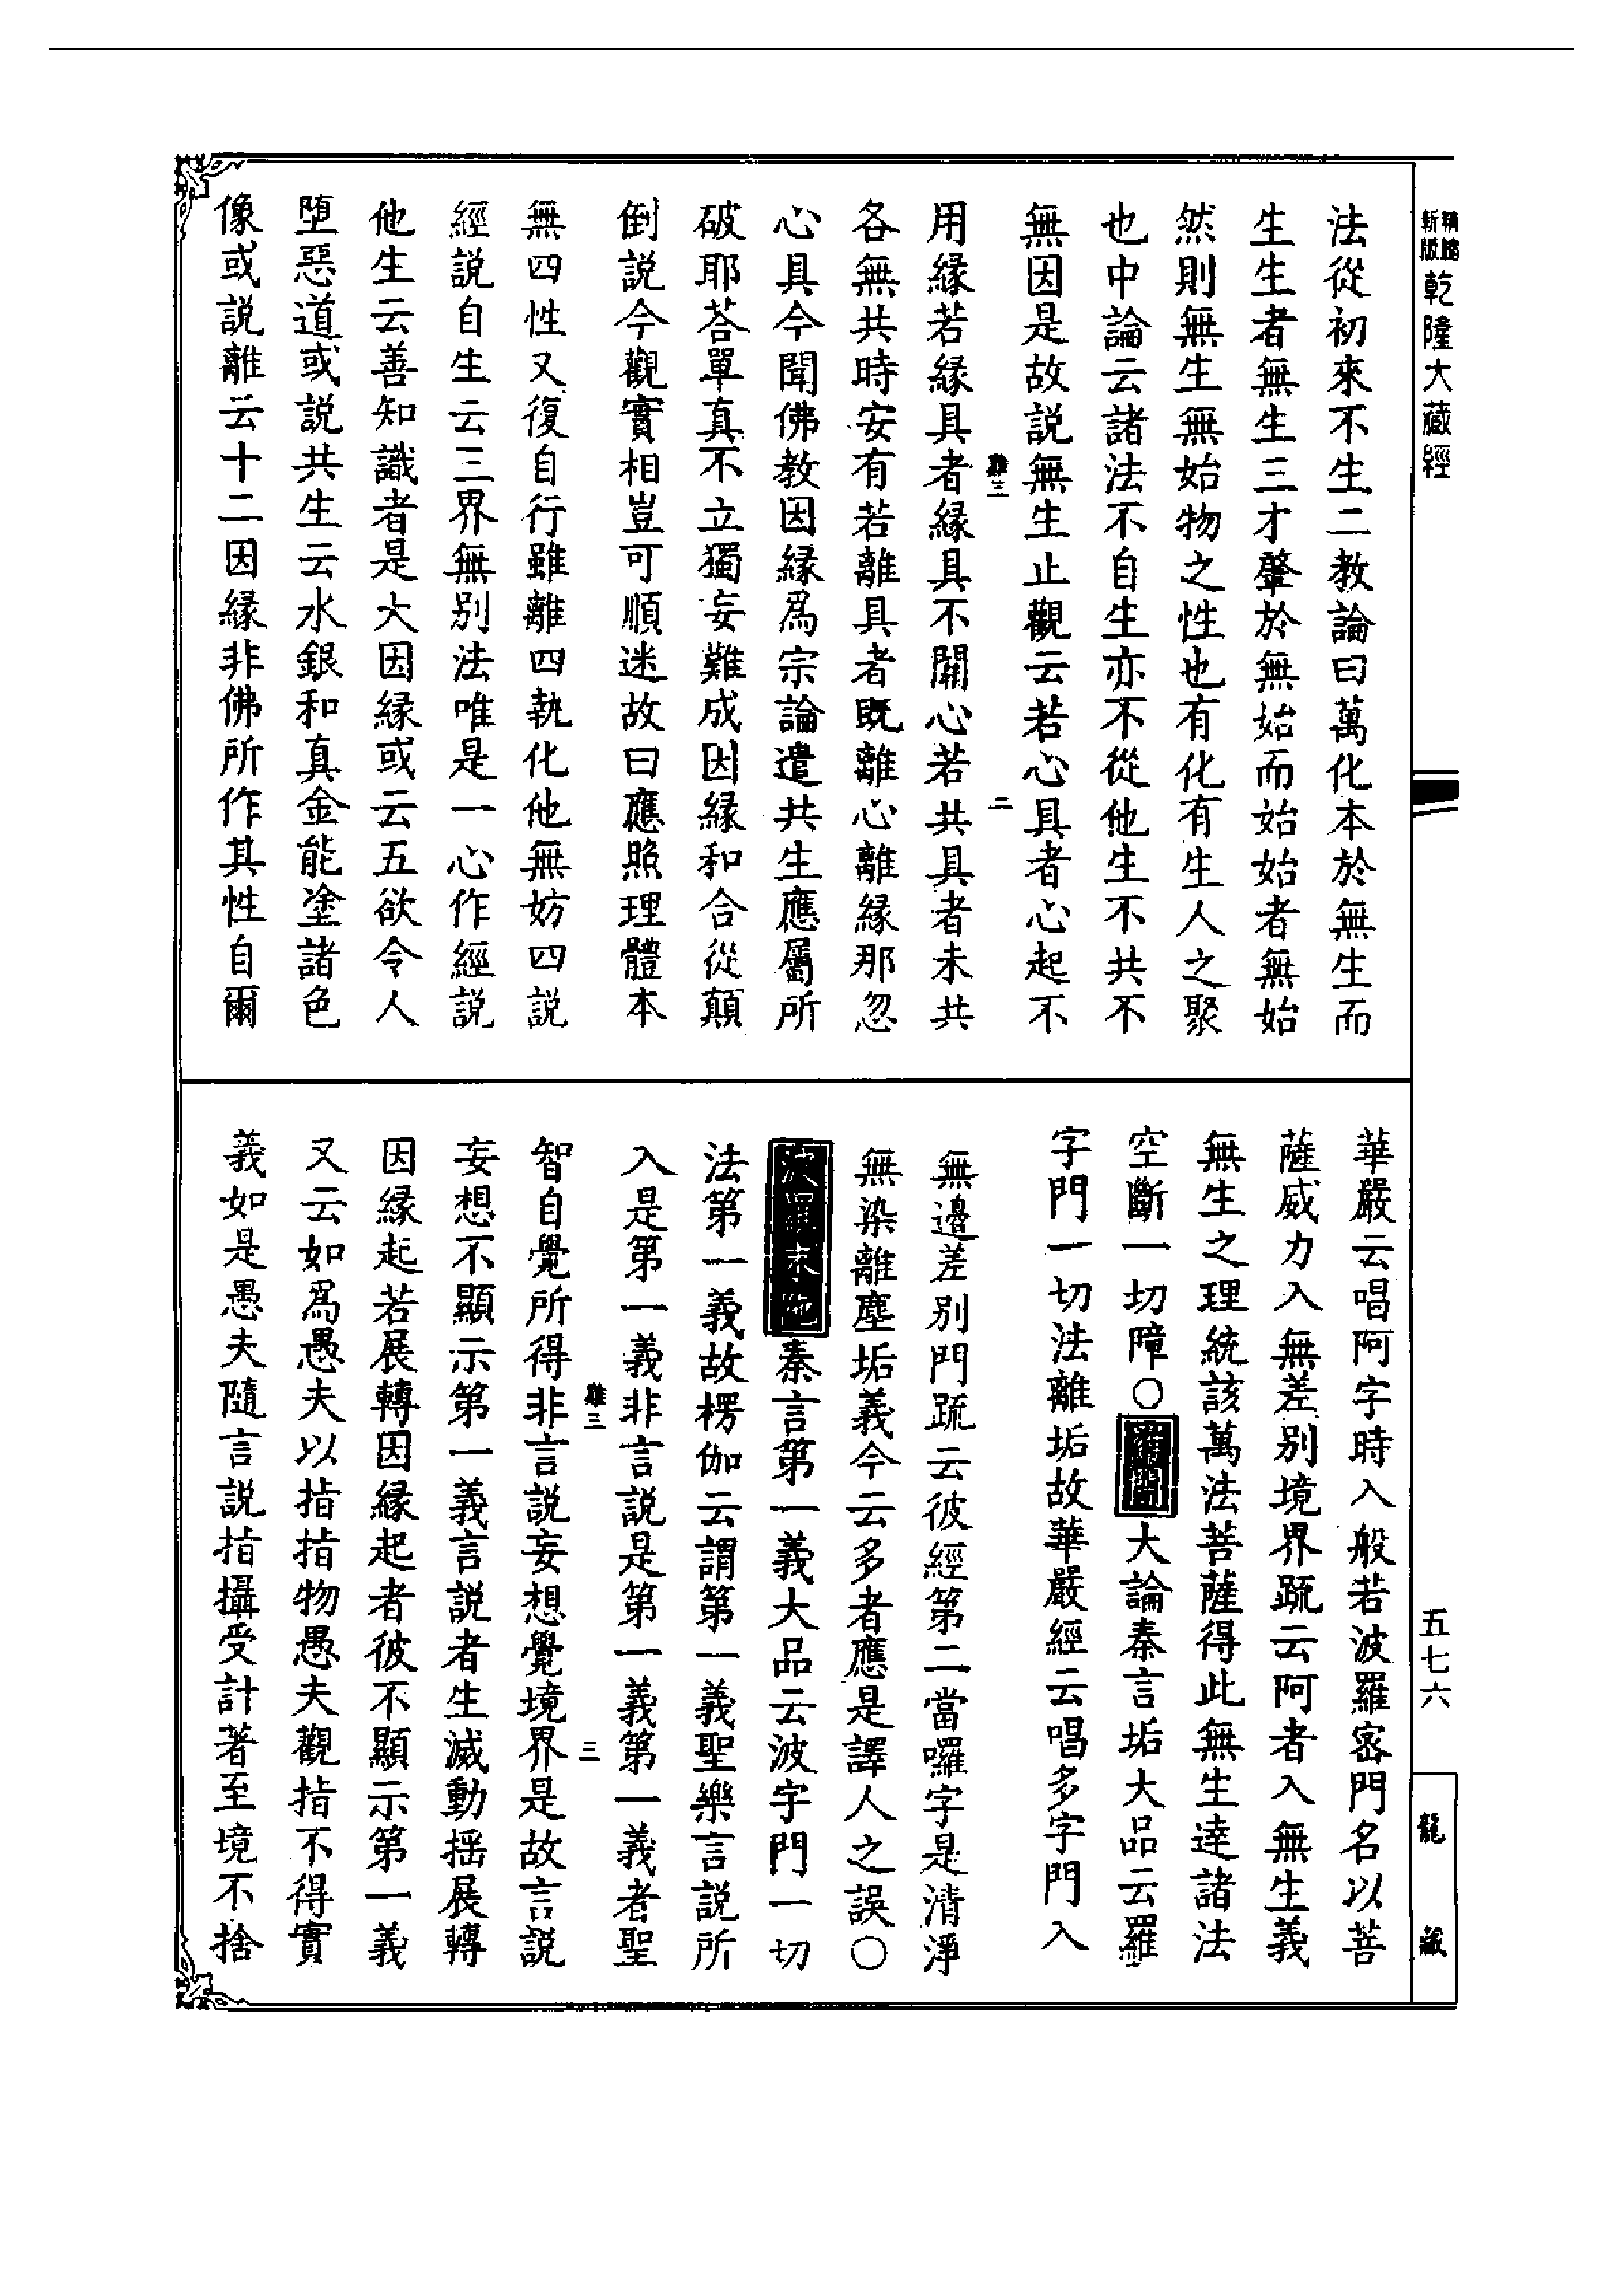 新版
精縮
乾隆大藏經
法從初來不生二教論曰萬化本於無生而
生生者無生三才肇於無始而始始者無始
然則無生無始物之性也有化有生人之聚
也中論云諸法不自生亦不從他生不共不
無因是故說無生止觀云若心具者心起不
難三
二
用緣若緣具者緣具不關心若共具者未共
各無共時安有若離具者既離心離緣那忽
心具今聞佛教因緣為宗論遣共生應屬所
破耶荅單真不立獨妄難成因緣和合從顛
倒說今觀實相豈可順迷故曰應照理體本
無四性又復自行雖離四執化他無妨四說
經說自生云三界無別法唯是一心作經說
他生云善知識者是大因緣或云五欲令人
墮惡道或說共生云水銀和真金能塗諸色
像或說離云十二因緣非佛所作其性自爾
五七六
龍藏
華嚴云唱阿字時入般若波羅密門名以菩
薩威力入無差別境界䟽云阿者入無生義
無生之理統該萬法菩薩得此無生達諸法
空斷一切障○大論秦言垢大品云羅
字門一切法離垢故華嚴經云唱多字門入
無邊差別門䟽云彼經第二當囉字是清淨
無染離塵垢義今云多者應是譯人之誤○
波羅末陀秦言第一義大品云波字門一切
法第一義故楞伽云謂第一義聖樂言說所
入是第一義非言說是第一義第一義者聖
難三
三
智自覺所得非言說妄想覺境界是故言說
妄想不顯示第一義言說者生滅動搖展轉
因緣起若展轉因緣起者彼不顯示第一義
又云如為愚夫以指指物愚夫觀指不得實
義如是愚夫隨言說指攝受計著至境不捨